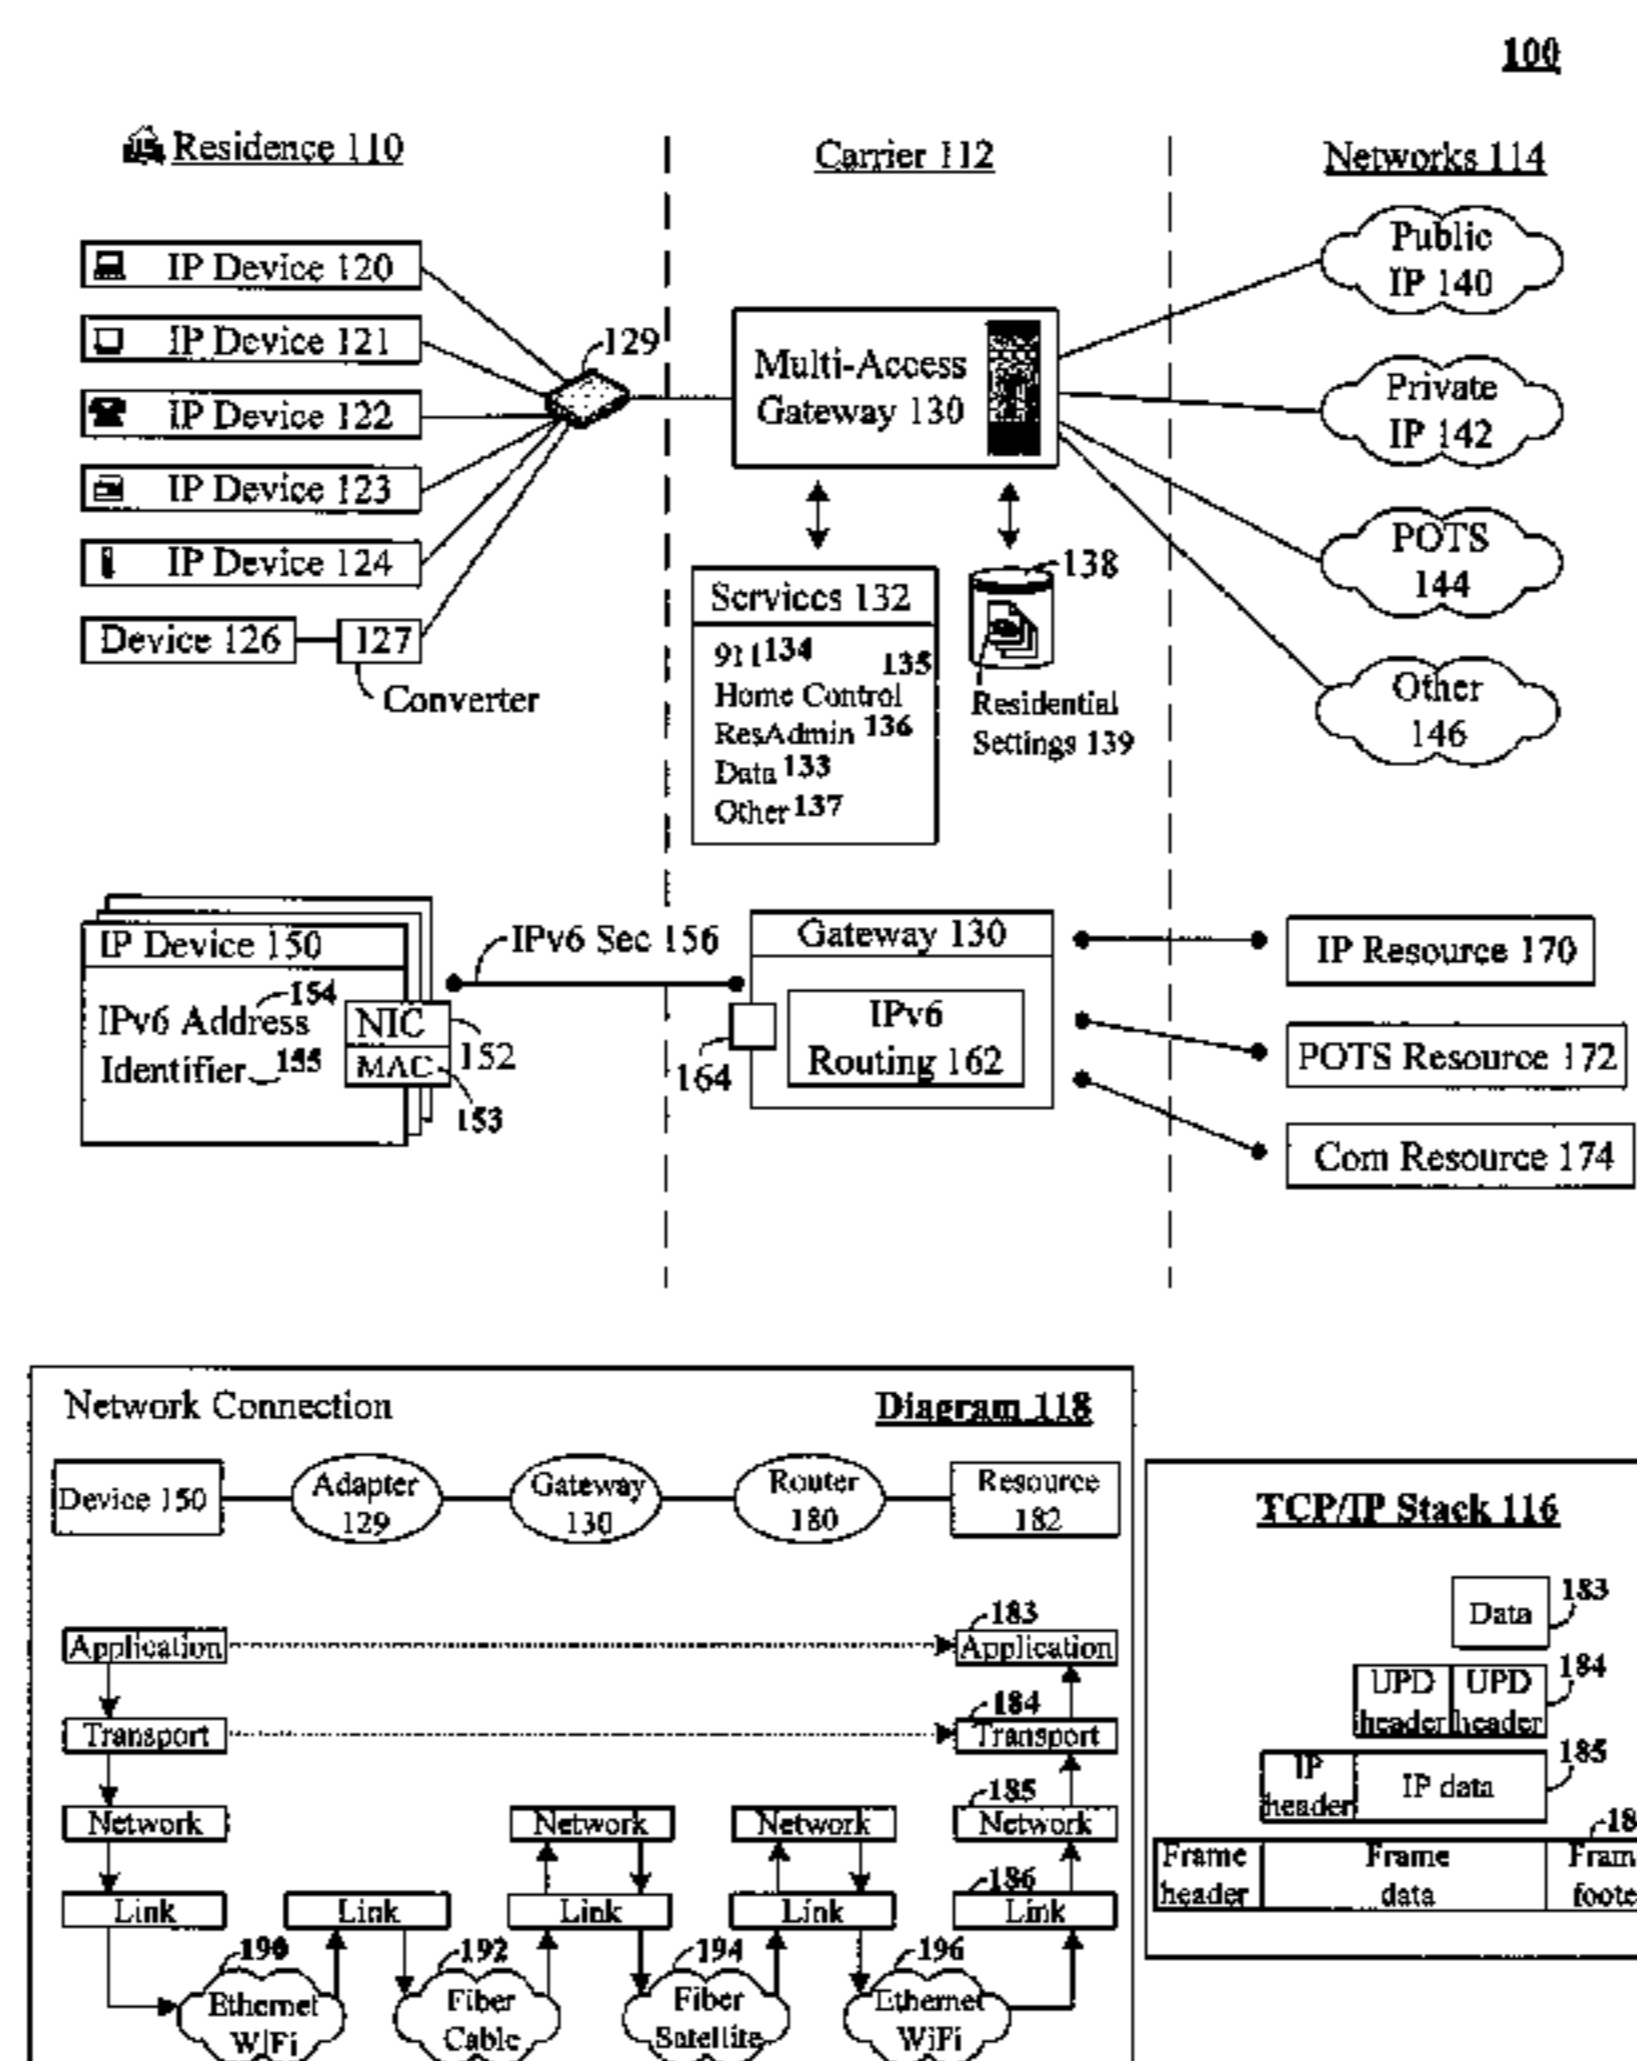 100
Residence 110
Carrier 112
Networks 114
IP Device 120
IP Device 121
IP Device 122
IP Device 123
IP Device 124
Device 126
127
Converter
129
Multi-Access
Gateway 130
Services 132
911 134
135
Home Control
ResAdmin 136
Data 133
Other 137
138
Residential
Settings 139
Public
IP 140
Private
IP 142
POTS
144
Other
146
IP Device 150
154
IPv6 Address
Identifier 155
NIC
MAC
152
153
IPv6 Sec 156
Gateway 130
IPv6
Routing 162
164
IP Resource 170
POTS Resource 172
Com Resource 174
Network Connection
Diagram 118
Device 150
Adapter
129
Gateway
130
Router
180
Resource
182
183
Application
Application
184
Transport
Transport
185
Network
Network
Network
Network
186
Link
Link
Link
Link
Link
190
192
194
196
Ethernet
WiFi
Fiber
Cable
Fiber
Satellite
Ethernet
WiFi
TCP/IP Stack 116
Data
183
UPD
header
UPD
header
184
IP
header
IP data
185
18
Frame
header
Frame
data
Fram
foote